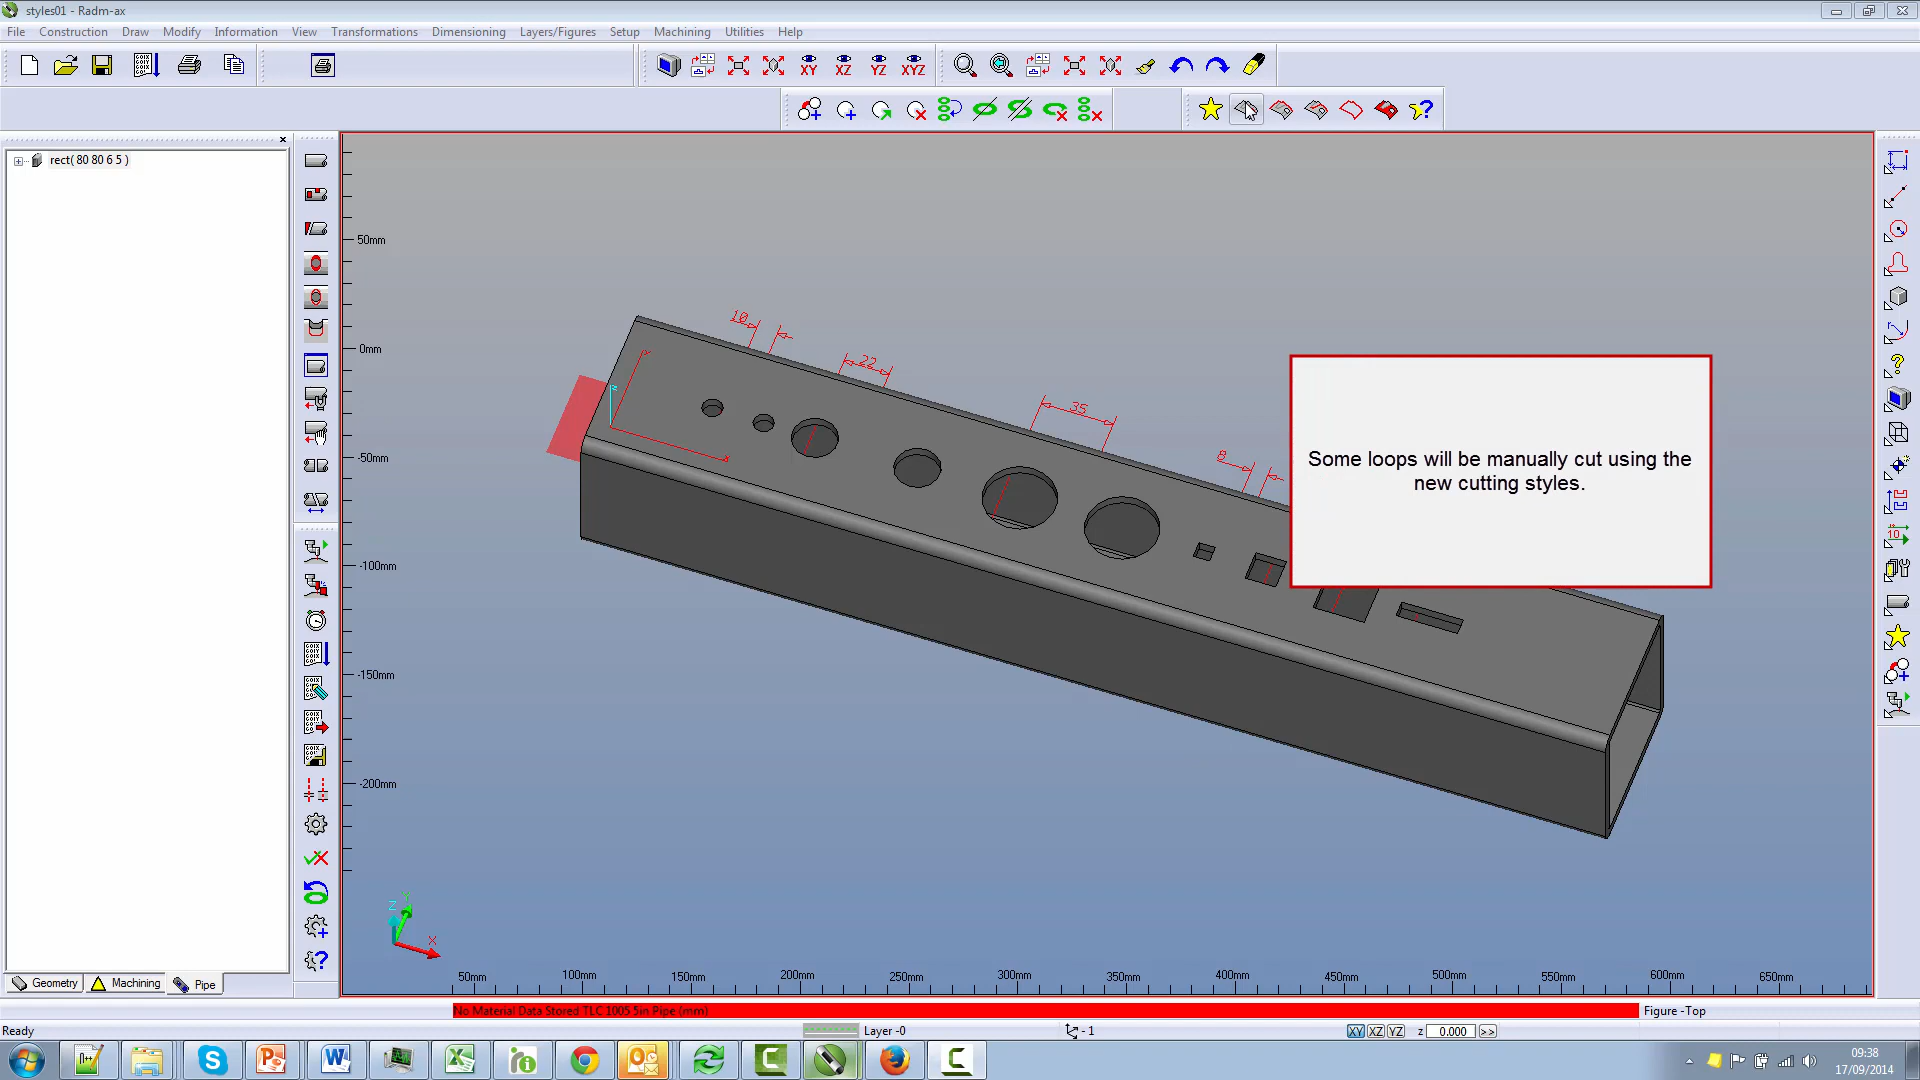 styles01 - Radm-ax
File Construction Draw Modify Information View Transformations Dimensioning Layers/Figures Setup Machining Utilities Help
XY XZ YZ XYZ
rect( 80 80 6 5 )
50mm
0mm
-50mm
-100mm
-150mm
-200mm
10
22
35
8
Some loops will be manually cut using the
new cutting styles.
Z
X
50mm 100mm 150mm 200mm 250mm 300mm 350mm 400mm 450mm 500mm 550mm 600mm 650mm
Geometry Machining Pipe
No Material Data Stored TLC 1005 5in Pipe (mm)
Figure -Top
Ready
Layer -0
- 1
XY XZ YZ z 0.000 >>
09:38
17/09/2014